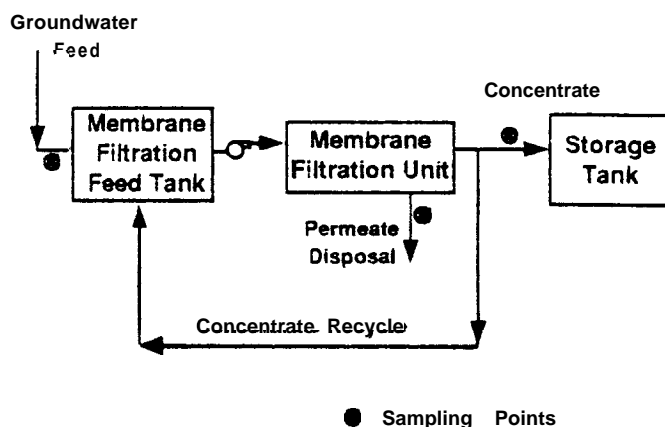 Groundwater
Feed
Concentrate
Membrane
Filtration
Feed Tank
Membrane
Filtration Unit
Storage
Tank
Permeate
Disposal
Concentrate Recycle
Sampling Points